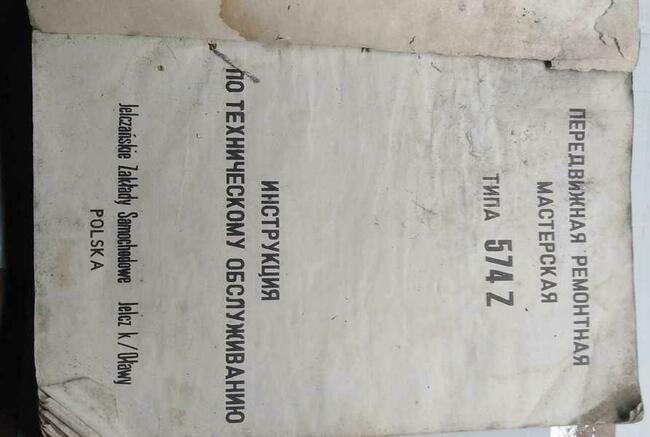 ПЕРЕДВИЖНАЯ РЕМОНТНАЯ
МАСТЕРСКАЯ
ТИПА 574 Z
ИНСТРУКЦИЯ
ПО ТЕХНИЧЕСКОМУ ОБСЛУЖИВАНИЮ
Jelczańskie Zakłady Samochodowe Jelcz k/Oławy
POLSKA